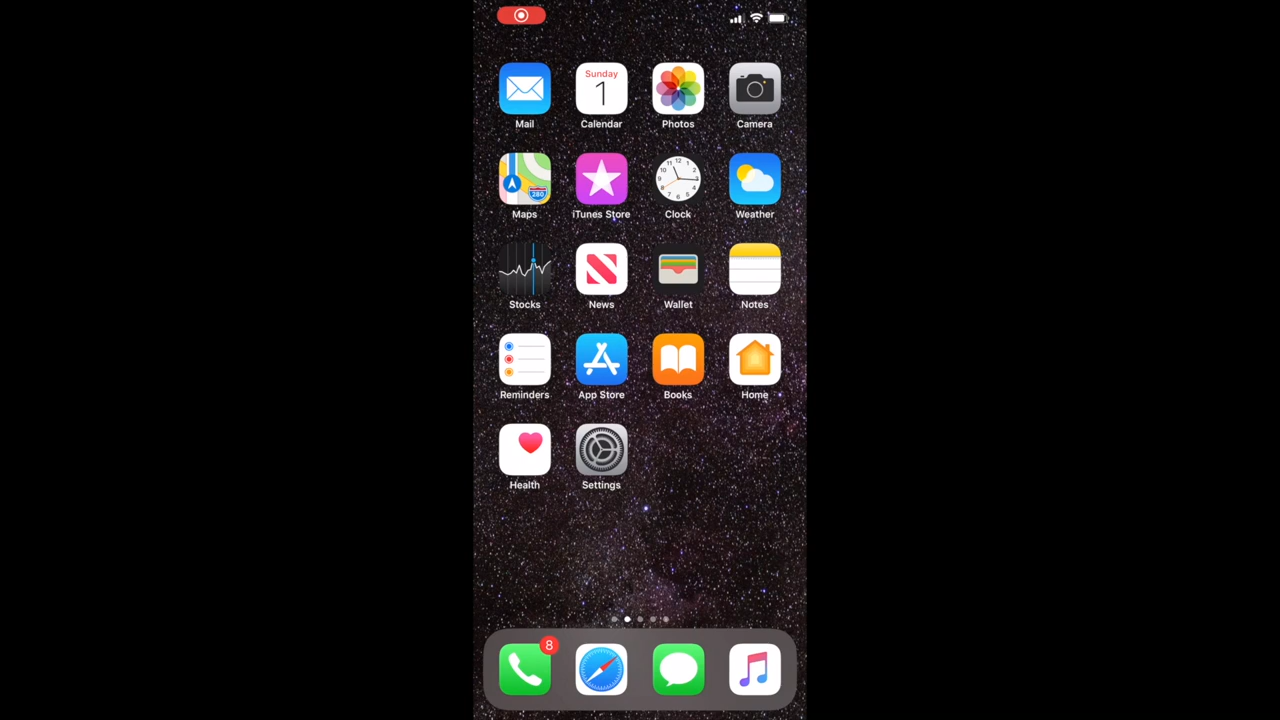 Sunday
1
Mail Calendar Photos Camera
280
Maps iTunes Store Clock Weather
Stocks News Wallet Notes
Reminders App Store Books Home
Health Settings
8